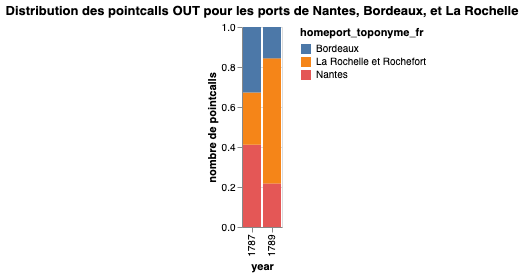 Distribution des pointcalls OUT pour les ports de Nantes, Bordeaux, et La Rochelle
homeport_toponyme_fr
Bordeaux
La Rochelle et Rochefort
Nantes
nombre de pointcalls
1.0
0.8
0.6
0.4
0.2
0.0
1787
1789
year